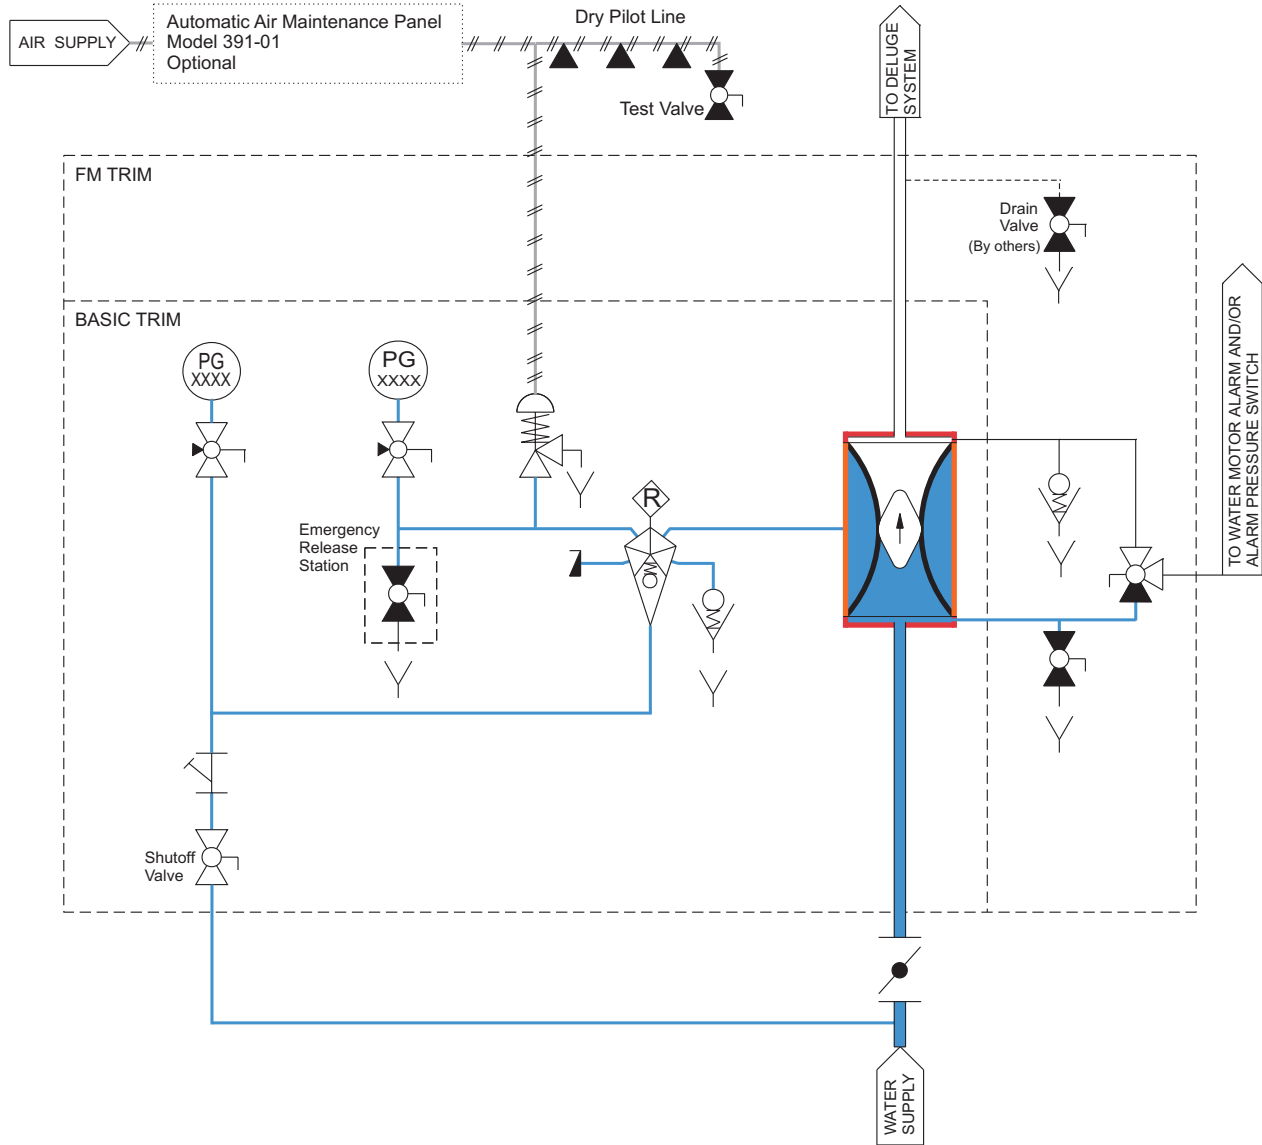 AIR SUPPLY
Automatic Air Maintenance Panel
Model 391-01
Optional
Dry Pilot Line
Test Valve
TO DELUGE
SYSTEM
FM TRIM
Drain
Valve
(By others)
BASIC TRIM
PG
XXXX
PG
XXXX
R
Emergency
Release
Station
TO WATER MOTOR ALARM AND/OR
ALARM PRESSURE SWITCH
Shutoff
Valve
WATER
SUPPLY